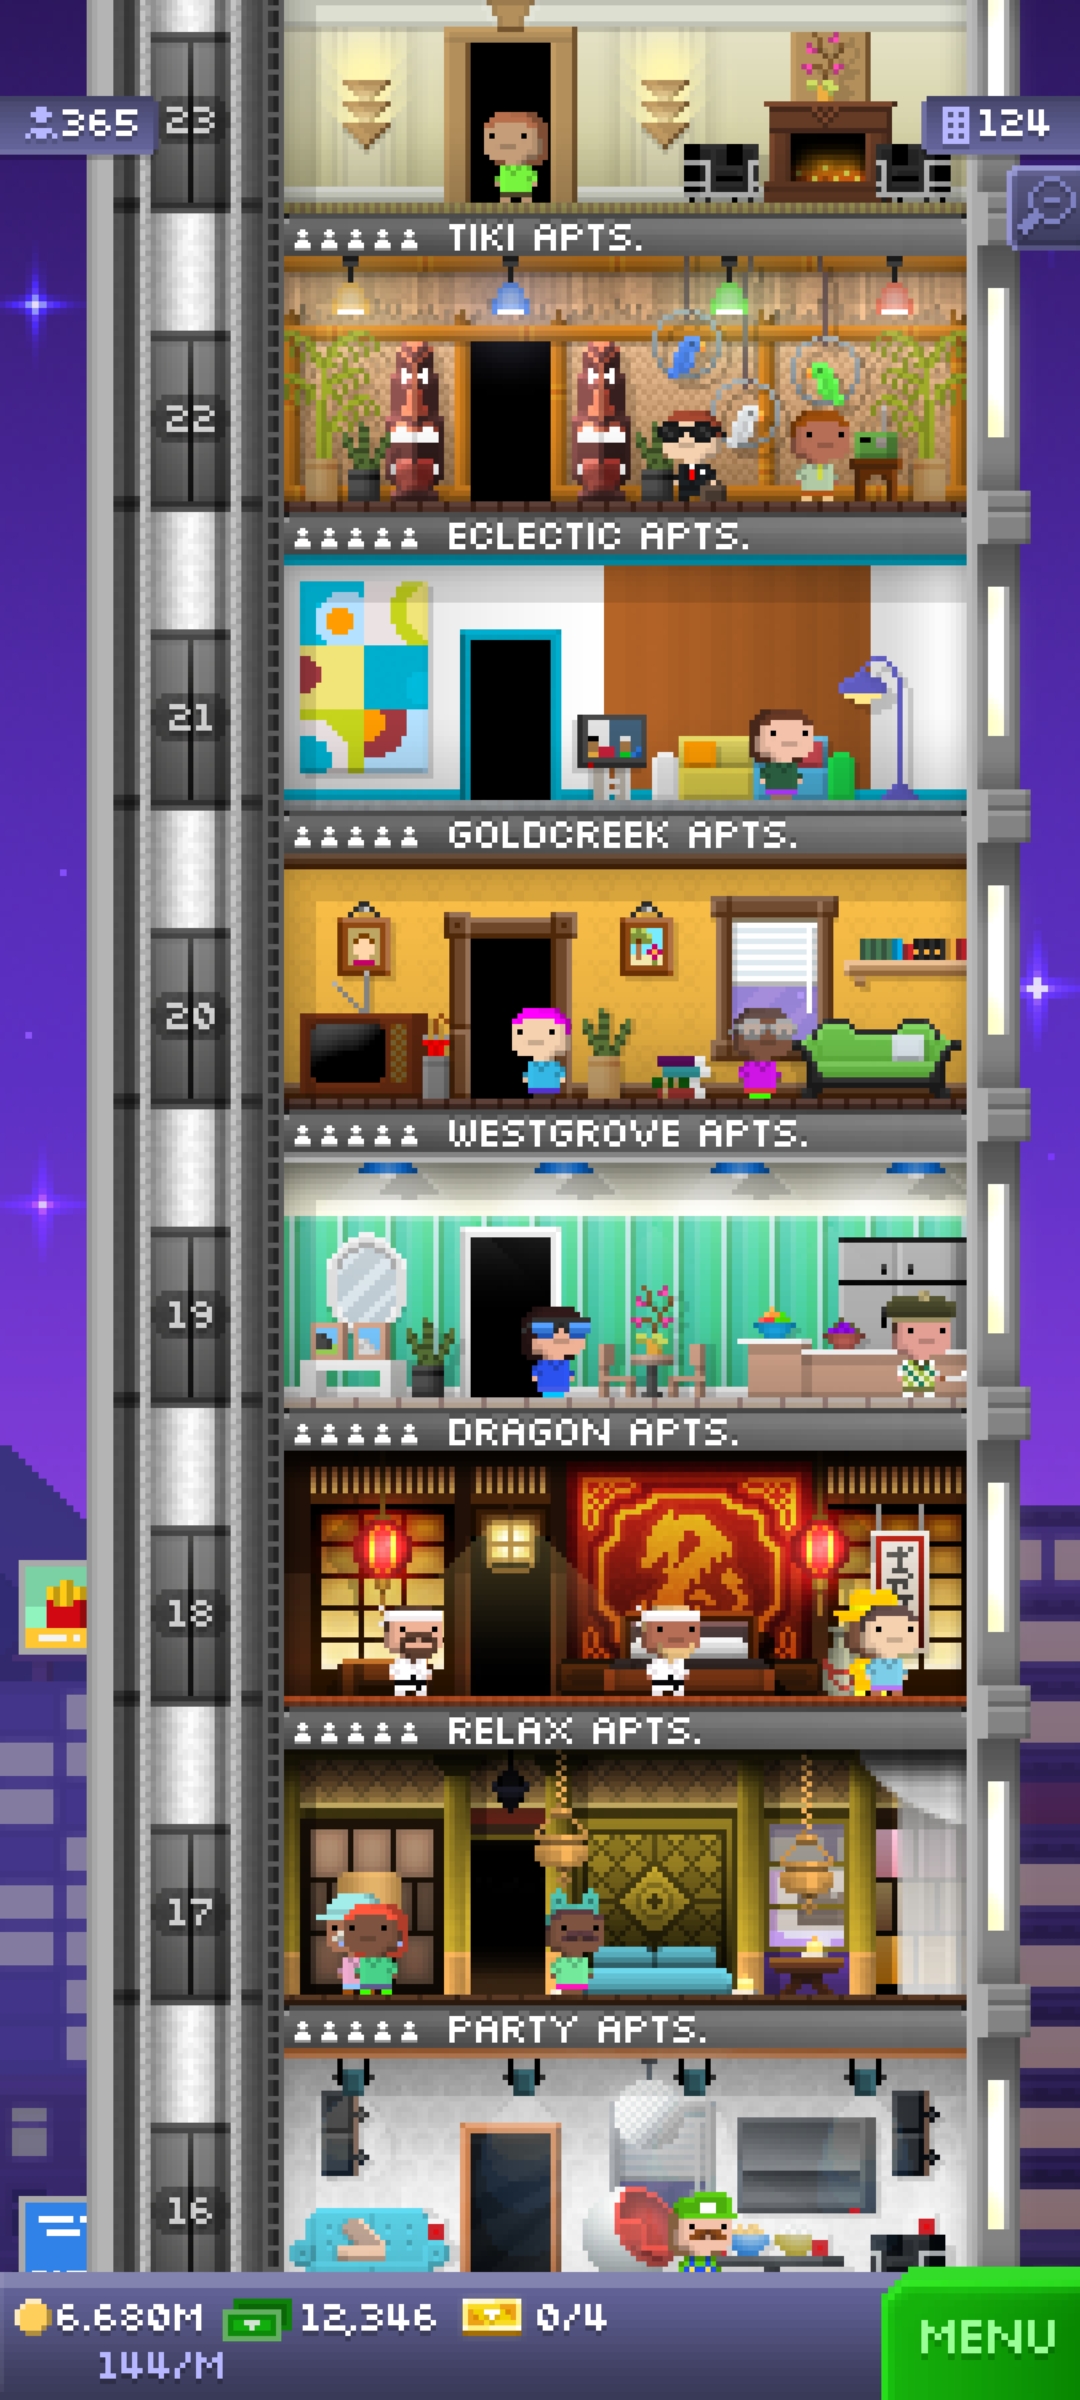 365
23
124
TIKI APTS.
22
ECLECTIC APTS.
21
GOLDCREEK APTS.
20
WESTGROVE APTS.
19
DRAGON APTS.
18
RELAX APTS.
17
PARTY APTS.
16
6.680M
12,346
0/4
MENU
144/M